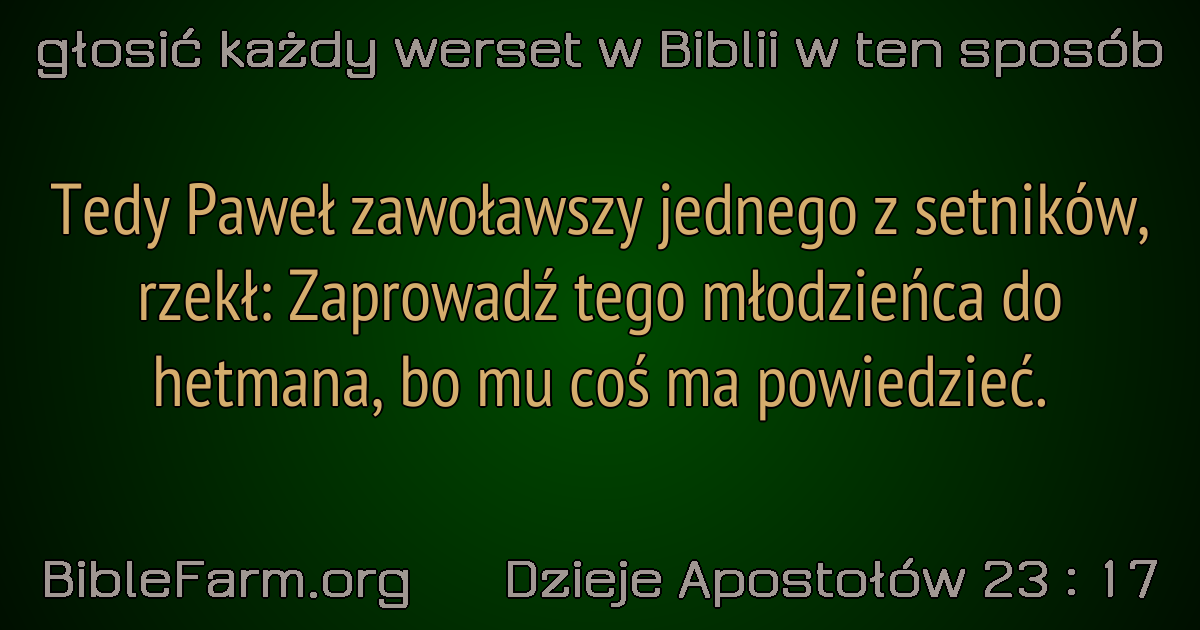 głosić każdy werset w Biblii w ten sposób
Tedy Paweł zawoławszy jednego z setników,
rzekł: Zaprowadź tego młodzieńca do
hetmana, bo mu coś ma powiedzieć.
BibleFarm.org
Dzieje Apostołów 23 : 17